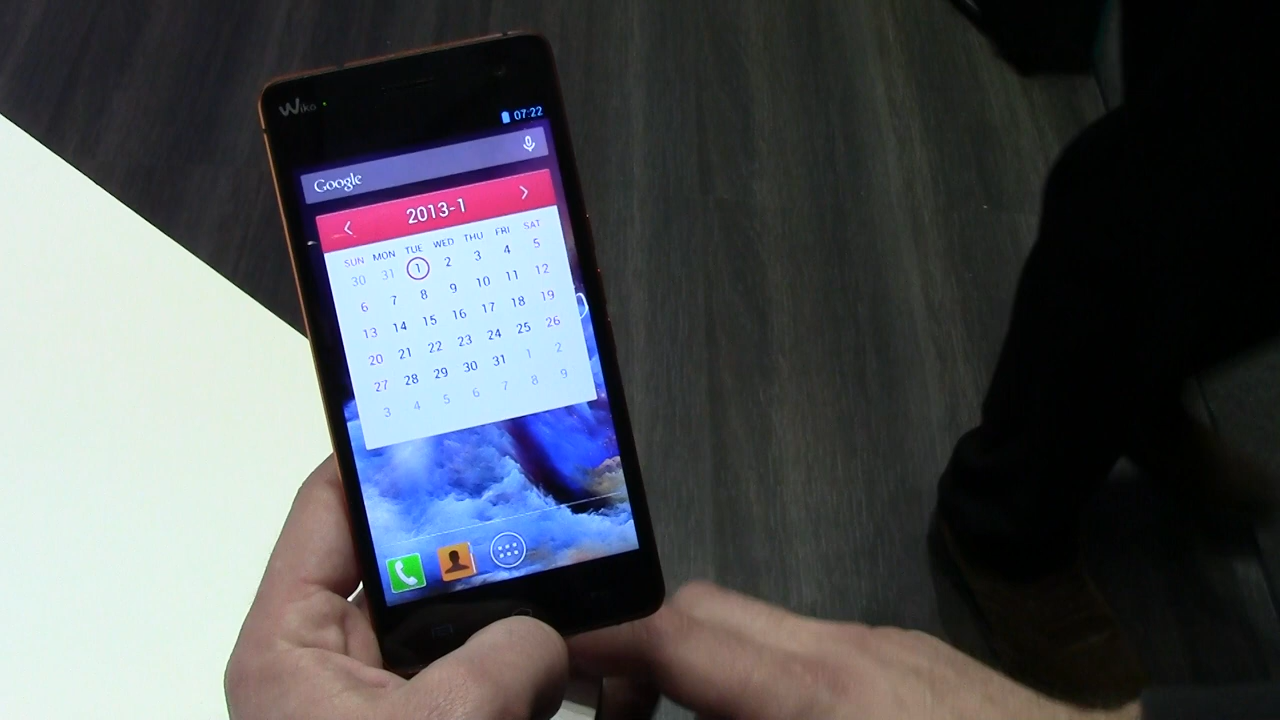 Wiko
07:22
Google
2013-1
SUN MON TUE WED THU FRI SAT
30 31 1 2 3 4 5
6 7 8 9 10 11 12
13 14 15 16 17 18 19
20 21 22 23 24 25 26
27 28 29 30 31 1 2
3 4 5 6 7 8 9